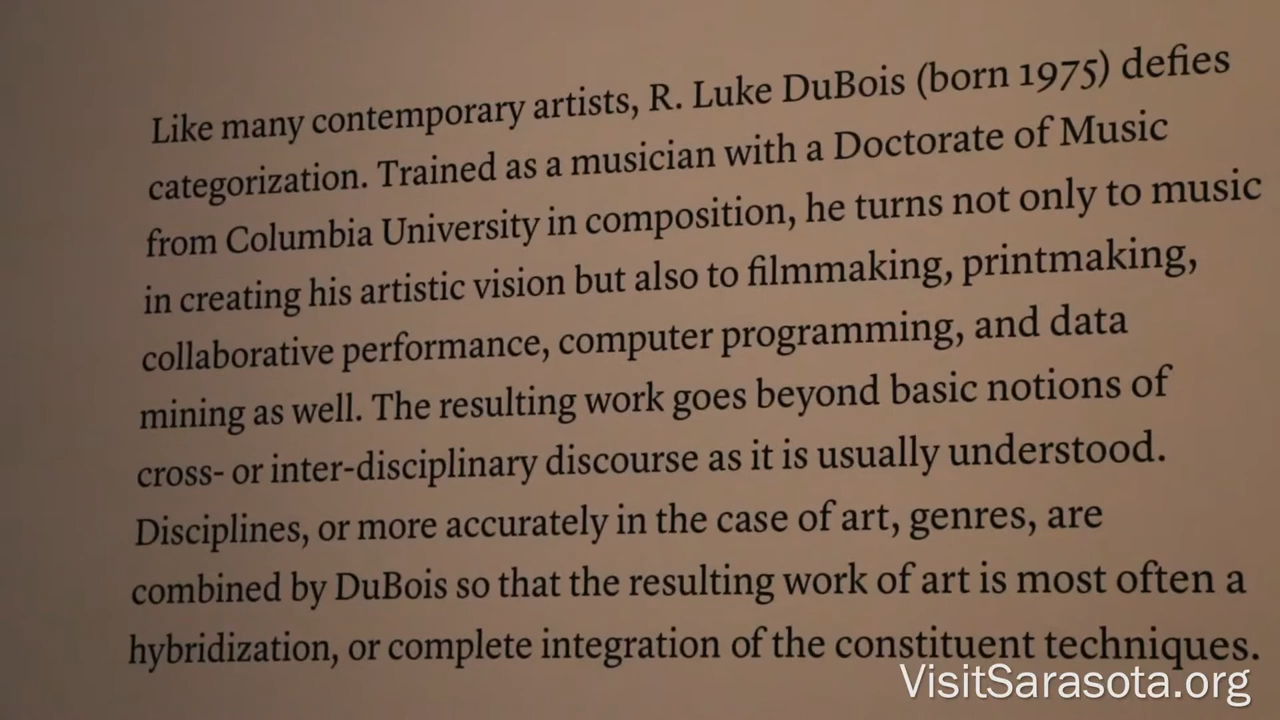 Like many contemporary artists, R. Luke DuBois (born 1975) defies
categorization. Trained as a musician with a Doctorate of Music
from Columbia University in composition, he turns not only to music
in creating his artistic vision but also to filmmaking, printmaking,
collaborative performance, computer programming, and data
mining as well. The resulting work goes beyond basic notions of
cross- or inter-disciplinary discourse as it is usually understood.
Disciplines, or more accurately in the case of art, genres, are
combined by DuBois so that the resulting work of art is most often a
hybridization, or complete integration of the constituent techniques.
VisitSarasota.org